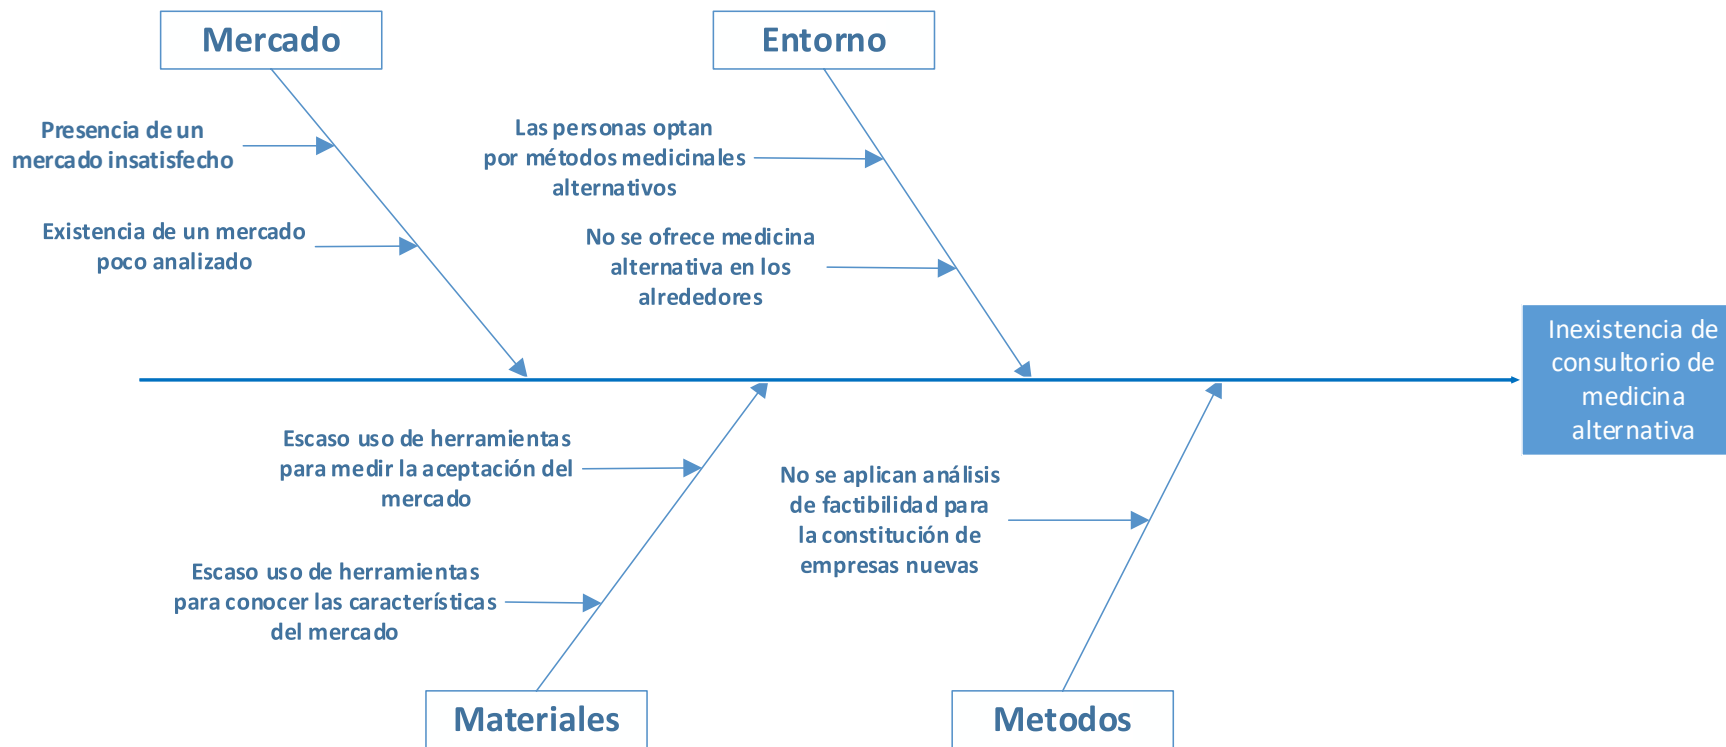 Mercado
Entorno
Presencia de un
mercado insatisfecho
Las personas optan
por métodos medicinales
alternativos
Existencia de un mercado
poco analizado
No se ofrece medicina
alternativa en los
alrededores
Inexistencia de
consultorio de
medicina
alternativa
Escaso uso de herramientas
para medir la aceptación del
mercado
No se aplican análisis
de factibilidad para
la constitución de
empresas nuevas
Escaso uso de herramientas
para conocer las características
del mercado
Materiales
Metodos